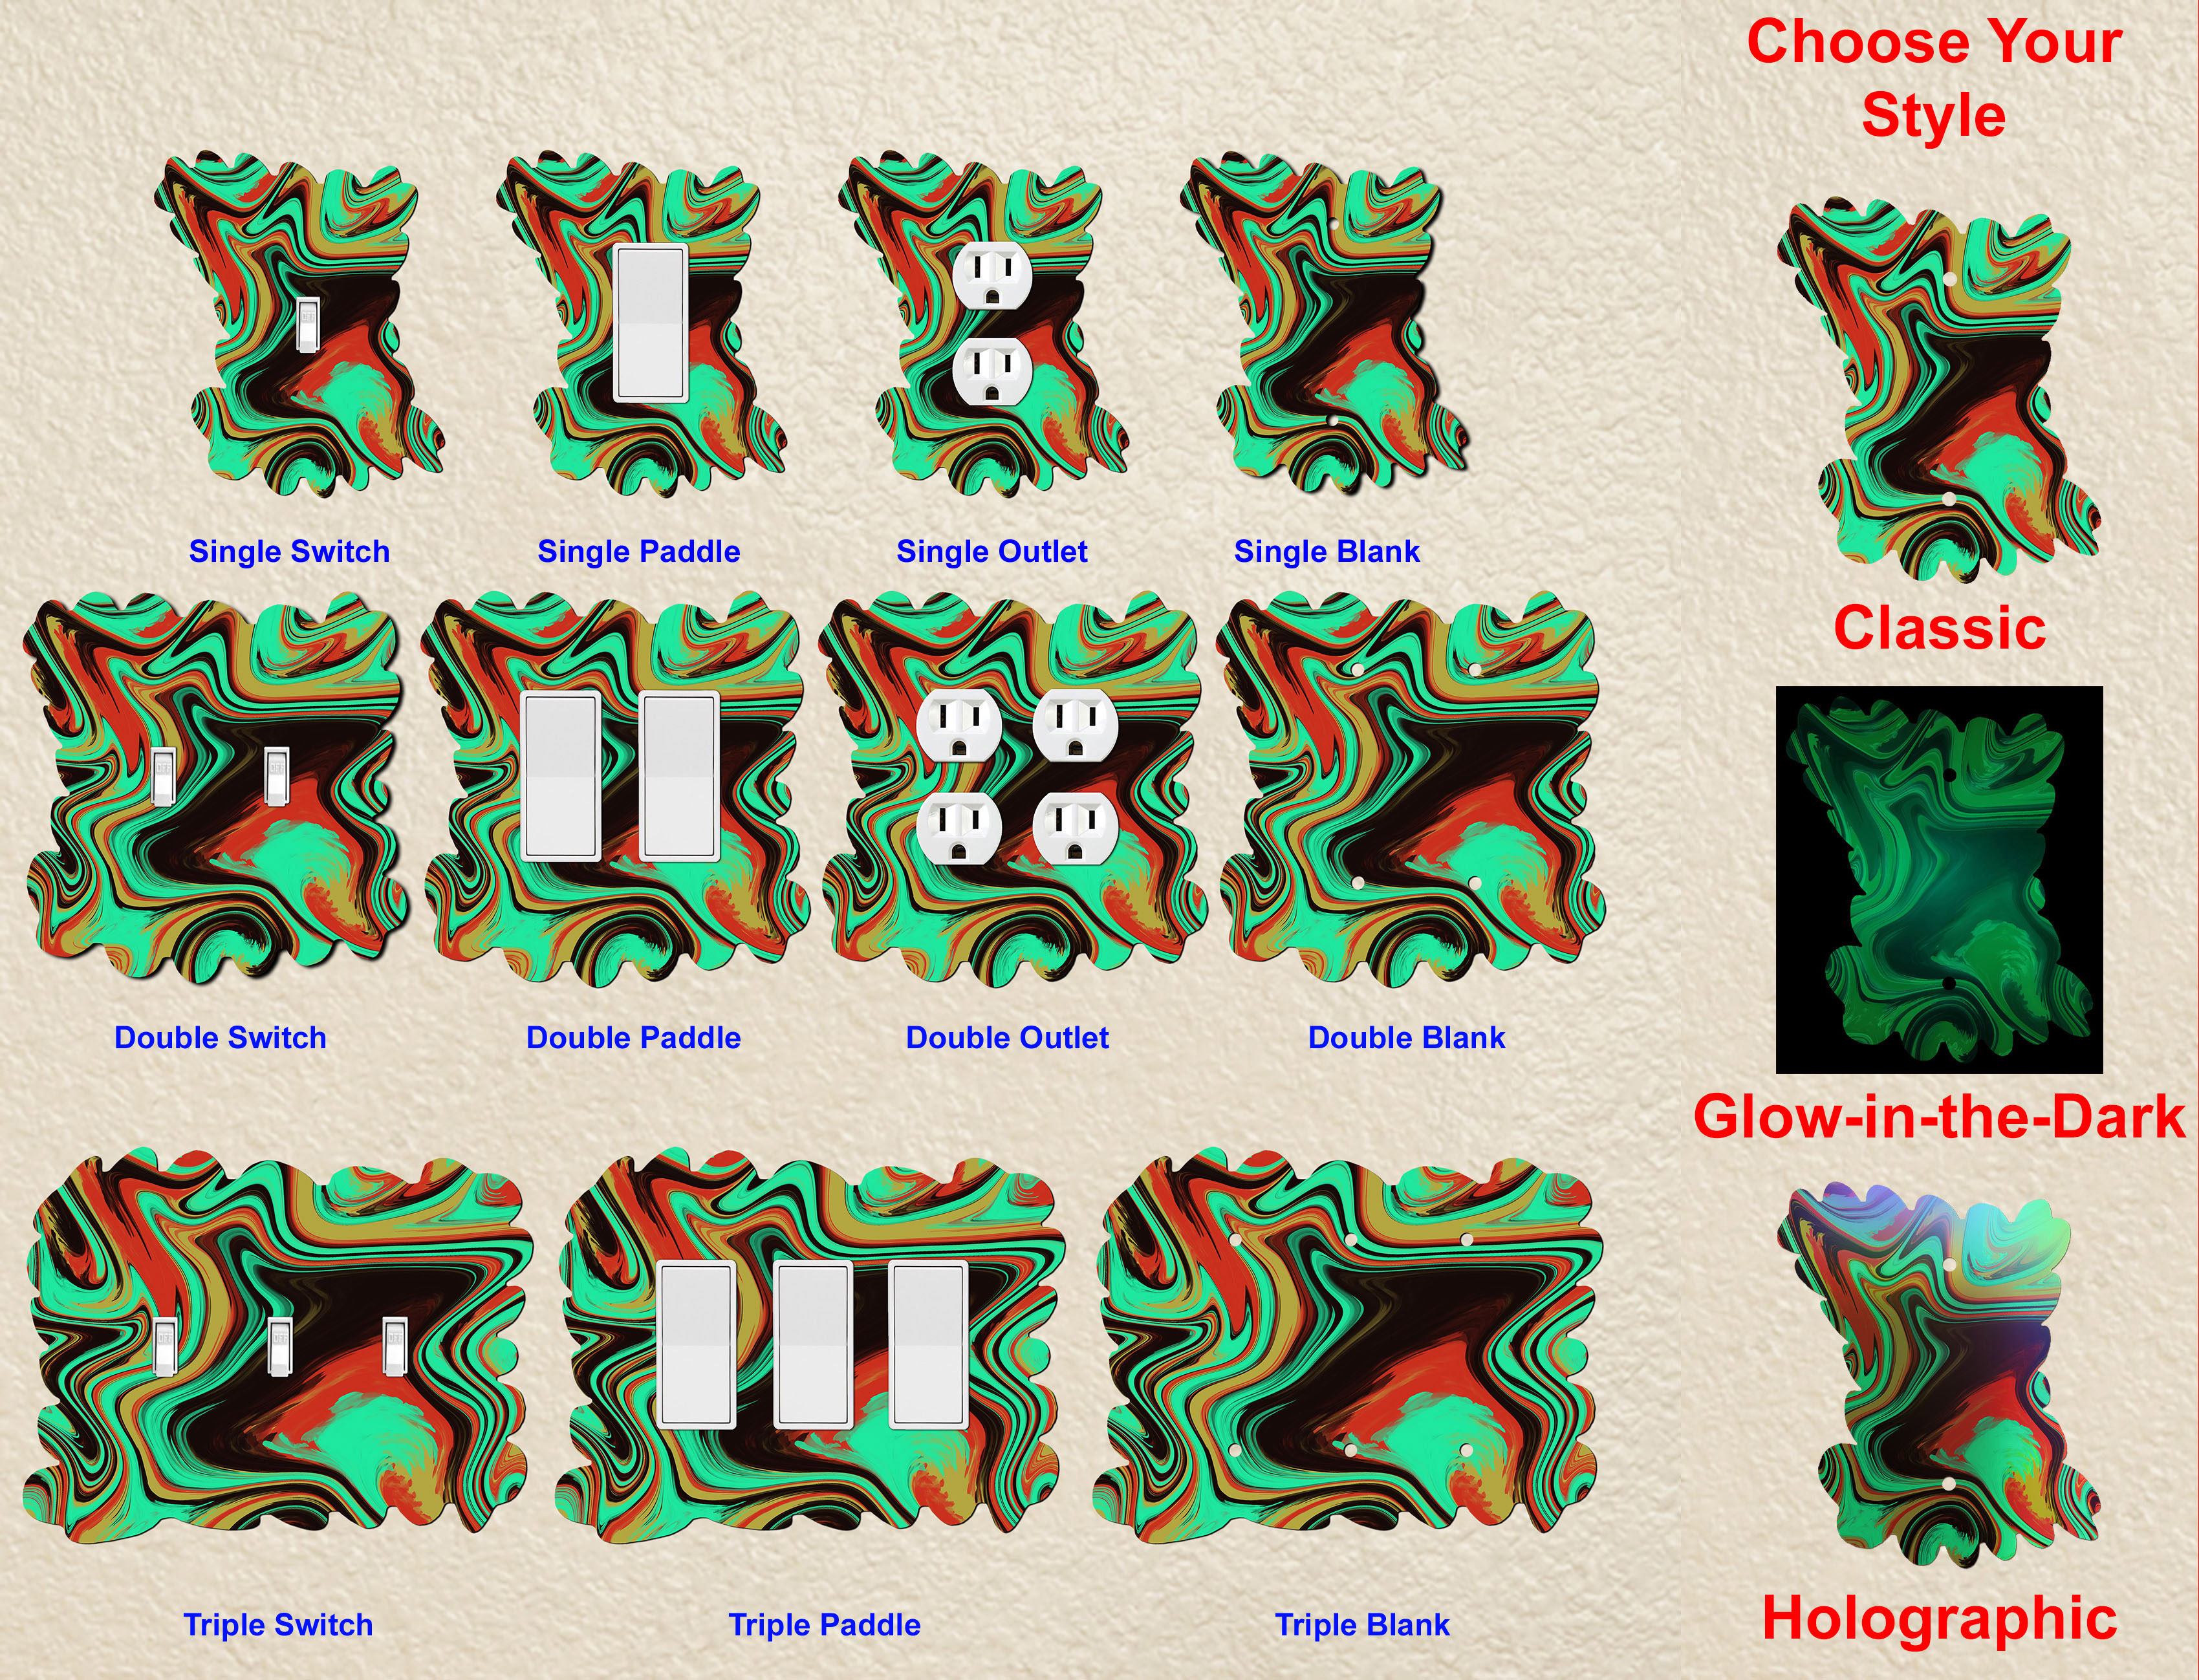 Choose Your
Style
Single Switch
Single Paddle
Single Outlet
Single Blank
Classic
Double Switch
Double Paddle
Double Outlet
Double Blank
Glow-in-the-Dark
Triple Switch
Triple Paddle
Triple Blank
Holographic